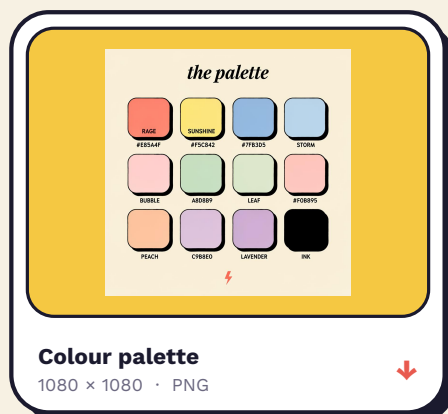 the palette
RAGE SUNSHINE
#E85A4F #F5C842 #7FB3D5 STORM
BUBBLE A8D8B9 LEAF #F0B895
PEACH C9B8E0 LAVENDER INK
Colour palette
1080 × 1080 · PNG